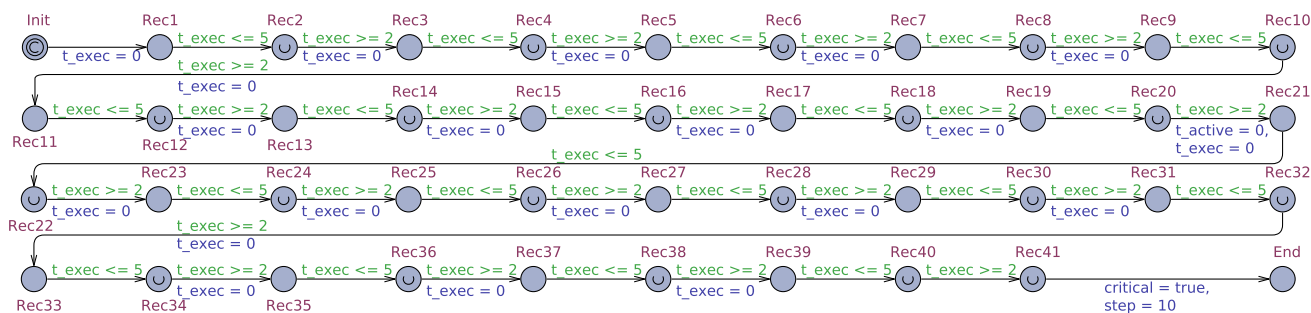 Init Rec1 Rec2 Rec3 Rec4 Rec5 Rec6 Rec7 Rec8 Rec9 Rec10
t_exec <= 5 t_exec >= 2 t_exec <= 5 t_exec >= 2 t_exec <= 5 t_exec >= 2 t_exec <= 5 t_exec >= 2 t_exec <= 5
t_exec = 0 t_exec = 0 t_exec = 0 t_exec = 0 t_exec = 0
t_exec >= 2
t_exec = 0
Rec14 Rec15 Rec16 Rec17 Rec18 Rec19 Rec20 Rec21
t_exec <= 5 t_exec >= 2 t_exec <= 5 t_exec >= 2 t_exec <= 5 t_exec >= 2 t_exec <= 5 t_exec >= 2 t_exec <= 5 t_exec >= 2
t_exec = 0 t_exec = 0 t_exec = 0 t_exec = 0 t_active = 0,
Rec11 Rec12 Rec13 t_exec = 0
t_exec <= 5
Rec23 Rec24 Rec25 Rec26 Rec27 Rec28 Rec29 Rec30 Rec31 Rec32
t_exec >= 2 t_exec <= 5 t_exec >= 2 t_exec <= 5 t_exec >= 2 t_exec <= 5 t_exec >= 2 t_exec <= 5 t_exec >= 2 t_exec <= 5
t_exec = 0 t_exec = 0 t_exec = 0 t_exec = 0 t_exec = 0
Rec22 t_exec >= 2
t_exec = 0
Rec36 Rec37 Rec38 Rec39 Rec40 Rec41 End
t_exec <= 5 t_exec >= 2 t_exec <= 5 t_exec >= 2 t_exec <= 5 t_exec >= 2 t_exec <= 5 t_exec >= 2
t_exec = 0 t_exec = 0 t_exec = 0 critical = true,
Rec33 Rec34 Rec35 step = 10